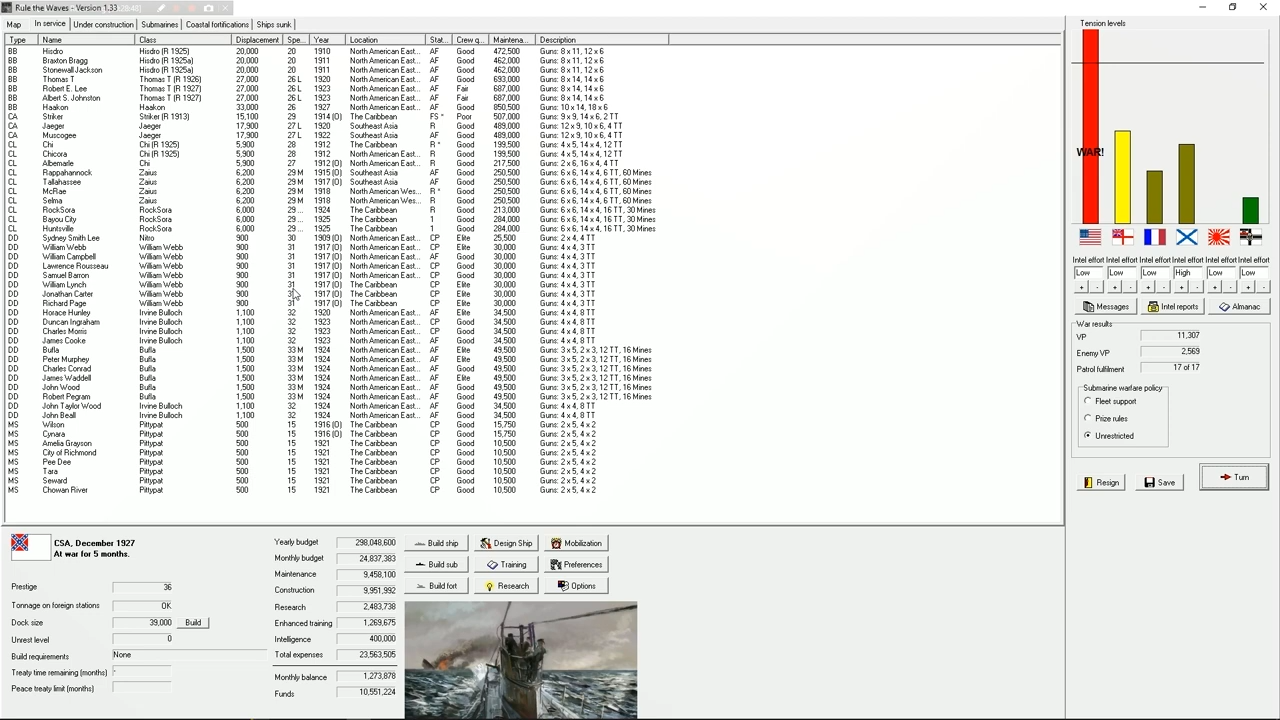 Rule the Waves - Version 1.33
Map In service Under construction Submarines Coastal fortifications Ships sunk
Type Name Class Displacement Spe... Year Location Stat... Crew q... Maintena... Description
BB Hisdro Hisdro (R 1925) 20,000 20 1910 North American East... AF Good 472,500 Guns: 8 x 11, 12 x 6
BB Braxton Bragg Hisdro (R 1925a) 20,000 20 1911 North American East... AF Good 462,000 Guns: 8 x 11, 12 x 6
BB Stonewall Jackson Hisdro (R 1925a) 20,000 20 1911 North American East... AF Good 462,000 Guns: 8 x 11, 12 x 6
BB Thomas T Thomas T (R 1926) 27,000 26 L 1920 North American East... AF Good 693,000 Guns: 8 x 14, 14 x 6
BB Robert E. Lee Thomas T (R 1927) 27,000 26 L 1923 North American East... AF Fair 687,000 Guns: 8 x 14, 14 x 6
BB Albert S. Johnston Thomas T (R 1927) 27,000 26 L 1923 North American East... AF Fair 687,000 Guns: 8 x 14, 14 x 6
BB Haakon Haakon 33,000 26 1927 North American East... AF Good 850,500 Guns: 10 x 14, 18 x 6
CA Striker Striker (R 1913) 15,100 29 1914 (O) The Caribbean FS * Poor 507,000 Guns: 9 x 9, 14 x 6, 2 TT
CA Jaeger Jaeger 17,900 27 L 1920 Southeast Asia R Good 489,000 Guns: 12 x 9, 10 x 6, 4 TT
CA Muscogee Jaeger 17,900 27 L 1922 Southeast Asia AF Good 489,000 Guns: 12 x 9, 10 x 6, 4 TT
CL Chi Chi (R 1925) 5,900 28 1912 The Caribbean R * Good 199,500 Guns: 4 x 5, 14 x 4, 12 TT
CL Chicora Chi (R 1925) 5,900 28 1912 North American East... R Good 199,500 Guns: 4 x 5, 14 x 4, 12 TT
CL Albemarle Chi 5,900 27 1912 (O) North American East... R Good 217,500 Guns: 2 x 6, 16 x 4, 4 TT
CL Rappahannock Zaius 6,200 29 M 1915 (O) Southeast Asia AF Good 250,500 Guns: 6 x 6, 14 x 4, 6 TT, 60 Mines
CL Tallahassee Zaius 6,200 29 M 1917 (O) Southeast Asia AF Good 250,500 Guns: 6 x 6, 14 x 4, 6 TT, 60 Mines
CL McRae Zaius 6,200 29 M 1918 North American Wes... R * Good 250,500 Guns: 6 x 6, 14 x 4, 6 TT, 60 Mines
CL Selma Zaius 6,200 29 M 1918 North American Wes... R Good 250,500 Guns: 6 x 6, 14 x 4, 6 TT, 60 Mines
CL RockSora RockSora 6,000 29 ... 1924 The Caribbean R Good 213,000 Guns: 6 x 6, 14 x 4, 16 TT, 30 Mines
CL Bayou City RockSora 6,000 29 ... 1925 The Caribbean 1 Good 284,000 Guns: 6 x 6, 14 x 4, 16 TT, 30 Mines
CL Huntsville RockSora 6,000 29 ... 1925 The Caribbean 1 Good 284,000 Guns: 6 x 6, 14 x 4, 16 TT, 30 Mines
DD Sydney Smith Lee Nitro 900 30 1909 (O) North American East... CP Elite 25,500 Guns: 2 x 4, 4 TT
DD William Webb William Webb 900 31 1917 (O) North American East... CP Elite 30,000 Guns: 4 x 4, 3 TT
DD William Campbell William Webb 900 31 1917 (O) North American East... AF Elite 30,000 Guns: 4 x 4, 3 TT
DD Lawrence Rousseau William Webb 900 31 1917 (O) North American East... CP Elite 30,000 Guns: 4 x 4, 3 TT
DD Samuel Barron William Webb 900 31 1917 (O) North American East... CP Elite 30,000 Guns: 4 x 4, 3 TT
DD William Lynch William Webb 900 31 1917 (O) The Caribbean CP Elite 30,000 Guns: 4 x 4, 3 TT
DD Jonathan Carter William Webb 900 1917 (O) The Caribbean CP Elite 30,000 Guns: 4 x 4, 3 TT
DD Richard Page William Webb 900 31 1917 (O) The Caribbean CP Elite 30,000 Guns: 4 x 4, 3 TT
DD Horace Hunley Irvine Bulloch 1,100 32 1920 North American East... AF Elite 34,500 Guns: 4 x 4, 8 TT
DD Duncan Ingraham Irvine Bulloch 1,100 32 1923 North American East... CP Good 34,500 Guns: 4 x 4, 8 TT
DD Charles Morris Irvine Bulloch 1,100 32 1923 North American East... CP Good 34,500 Guns: 4 x 4, 8 TT
DD James Cooke Irvine Bulloch 1,100 32 1923 North American East... AF Good 34,500 Guns: 4 x 4, 8 TT
DD Bufla Bufla 1,500 33 M 1924 North American East... AF Elite 49,500 Guns: 3 x 5, 2 x 3, 12 TT, 16 Mines
DD Peter Murphey Bufla 1,500 33 M 1924 North American East... AF Elite 49,500 Guns: 3 x 5, 2 x 3, 12 TT, 16 Mines
DD Charles Conrad Bufla 1,500 33 M 1924 North American East... AF Good 49,500 Guns: 3 x 5, 2 x 3, 12 TT, 16 Mines
DD James Waddell Bufla 1,500 33 M 1924 North American East... AF Elite 49,500 Guns: 3 x 5, 2 x 3, 12 TT, 16 Mines
DD John Wood Bufla 1,500 33 M 1924 North American East... AF Good 49,500 Guns: 3 x 5, 2 x 3, 12 TT, 16 Mines
DD Robert Pegram Bufla 1,500 33 M 1924 North American East... AF Good 49,500 Guns: 3 x 5, 2 x 3, 12 TT, 16 Mines
DD John Taylor Wood Irvine Bulloch 1,100 32 1924 North American East... AF Good 34,500 Guns: 4 x 4, 8 TT
DD John Beall Irvine Bulloch 1,100 32 1924 North American East... AF Good 34,500 Guns: 4 x 4, 8 TT
MS Wilson Pittypat 500 15 1916 (O) The Caribbean CP Good 15,750 Guns: 2 x 5, 4 x 2
MS Cynara Pittypat 500 15 1916 (O) The Caribbean CP Good 15,750 Guns: 2 x 5, 4 x 2
MS Amelia Grayson Pittypat 500 15 1921 The Caribbean CP Good 10,500 Guns: 2 x 5, 4 x 2
MS City of Richmond Pittypat 500 15 1921 The Caribbean CP Good 10,500 Guns: 2 x 5, 4 x 2
MS Pee Dee Pittypat 500 15 1921 The Caribbean CP Good 10,500 Guns: 2 x 5, 4 x 2
MS Tara Pittypat 500 15 1921 The Caribbean CP Good 10,500 Guns: 2 x 5, 4 x 2
MS Seward Pittypat 500 15 1921 The Caribbean CP Good 10,500 Guns: 2 x 5, 4 x 2
MS Chowan River Pittypat 500 15 1921 The Caribbean CP Good 10,500 Guns: 2 x 5, 4 x 2
Tension levels
WAR!
Intel effort Intel effort Intel effort Intel effort Intel effort Intel effort
Low Low Low High Low Low
+ - + - + - + - + - + -
Messages Intel reports Almanac
War results
VP 11,307
Enemy VP 2,569
Patrol fulfilment 17 of 17
Submarine warfare policy
Fleet support
Prize rules
Unrestricted
Resign Save Turn
CSA, December 1927
At war for 5 months.
Prestige 36
Tonnage on foreign stations OK
Dock size 39,000 Build
Unrest level 0
Build requirements None
Treaty time remaining (months) -
Peace treaty limit (months)
Yearly budget 298,048,600
Monthly budget 24,837,383
Maintenance 9,458,100
Construction 9,951,992
Research 2,483,738
Enhanced training 1,269,675
Intelligence 400,000
Total expenses 23,563,505
Monthly balance 1,273,878
Funds 10,551,224
Build ship Design Ship Mobilization
Build sub Training Preferences
Build fort Research Options